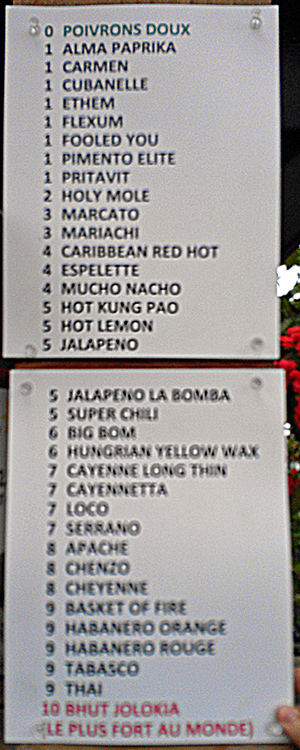 0 POIVRONS DOUX
1 ALMA PAPRIKA
1 CARMEN
1 CUBANELLE
1 ETHEM
1 FLEXUM
1 FOOLED YOU
1 PIMENTO ELITE
1 PRITAVIT
2 HOLY MOLE
3 MARCATO
3 MARIACHI
4 CARIBBEAN RED HOT
4 ESPELETTE
4 MUCHO NACHO
5 HOT KUNG PAO
5 HOT LEMON
5 JALAPENO
5 JALAPENO LA BOMBA
5 SUPER CHILI
6 BIG BOM
6 HUNGRIAN YELLOW WAX
7 CAYENNE LONG THIN
7 CAYENNETTA
7 LOCO
7 SERRANO
8 APACHE
8 CHENZO
8 CHEYENNE
9 BASKET OF FIRE
9 HABANERO ORANGE
9 HABANERO ROUGE
9 TABASCO
9 THAI
10 BHUT JOLOKIA
(LE PLUS FORT AU MONDE)